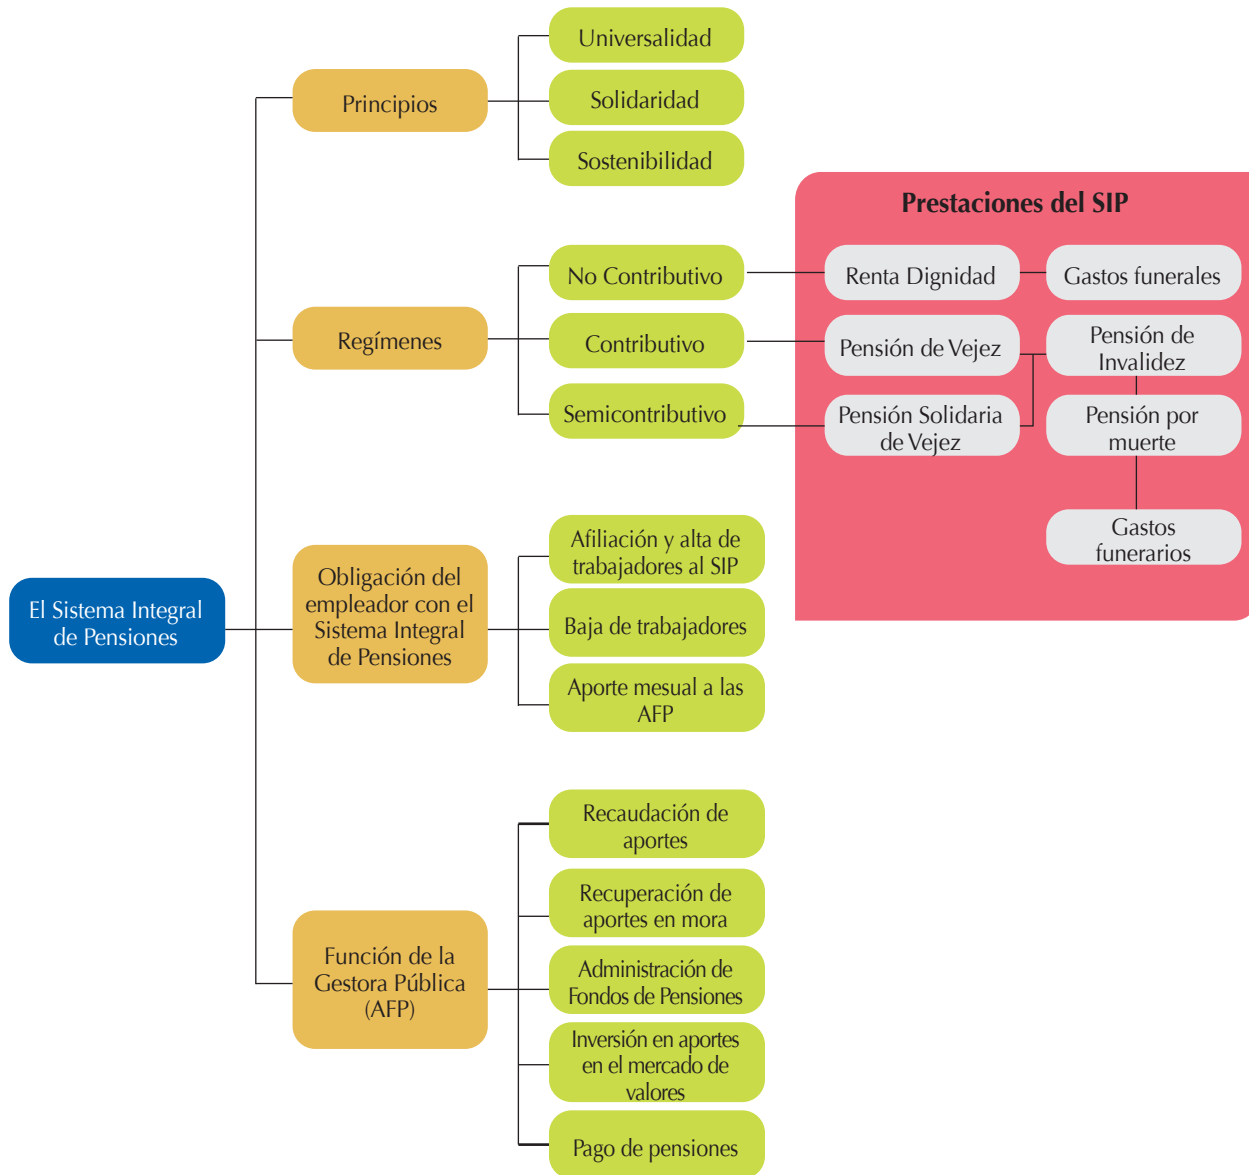 El Sistema Integral
de Pensiones
Principios
Universalidad
Solidaridad
Sostenibilidad
Regímenes
No Contributivo
Contributivo
Semicontributivo
Prestaciones del SIP
Renta Dignidad
Gastos funerales
Pensión de Vejez
Pensión de
Invalidez
Pensión Solidaria
de Vejez
Pensión por
muerte
Gastos
funerarios
Obligación del
empleador con el
Sistema Integral
de Pensiones
Afiliación y alta de
trabajadores al SIP
Baja de trabajadores
Aporte mesual a las
AFP
Función de la
Gestora Pública
(AFP)
Recaudación de
aportes
Recuperación de
aportes en mora
Administración de
Fondos de Pensiones
Inversión en aportes
en el mercado de
valores
Pago de pensiones